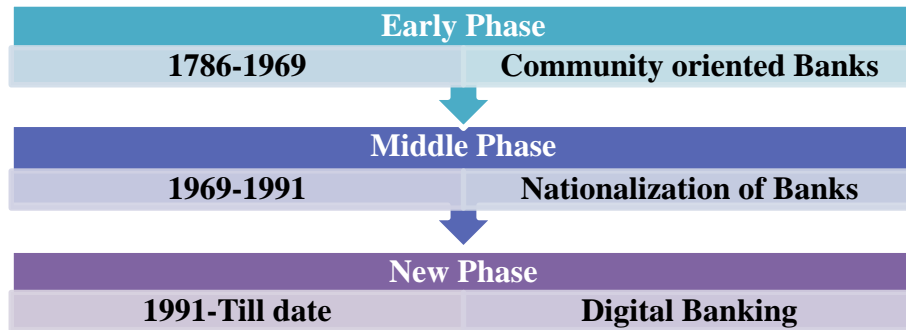 Early Phase
1786-1969 Community oriented Banks
Middle Phase
1969-1991 Nationalization of Banks
New Phase
1991-Till date Digital Banking